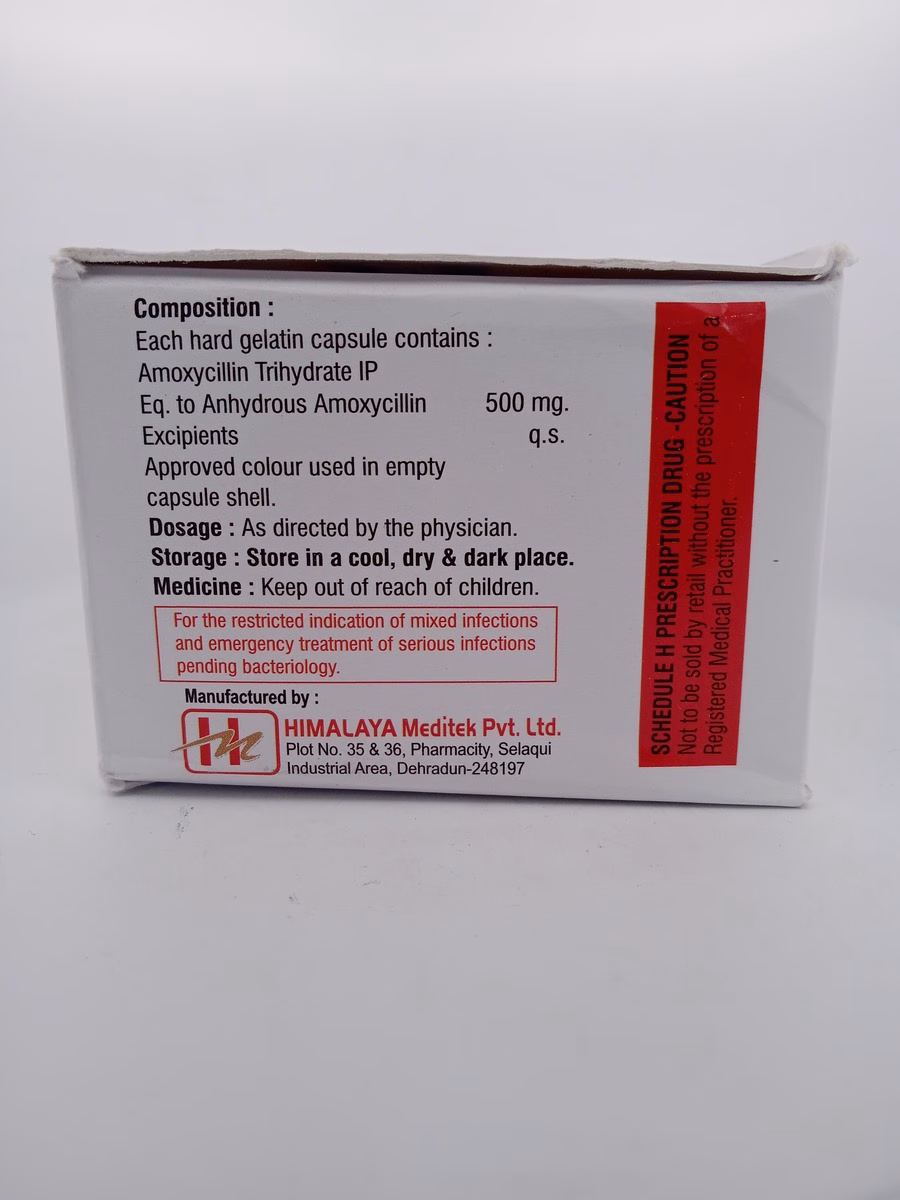 Composition :
Each hard gelatin capsule contains :
Amoxycillin Trihydrate IP
Eq. to Anhydrous Amoxycillin 500 mg.
Excipients q.s.
Approved colour used in empty
capsule shell.
Dosage : As directed by the physician.
Storage : Store in a cool, dry & dark place.
Medicine : Keep out of reach of children.
For the restricted indication of mixed infections
and emergency treatment of serious infections
pending bacteriology.
Manufactured by :
HIMALAYA Meditek Pvt. Ltd.
Plot No. 35 & 36, Pharmacity, Selaqui
Industrial Area, Dehradun-248197
SCHEDULE H PRESCRIPTION DRUG -CAUTION
Not to be sold by retail without the prescription of a
Registered Medical Practitioner.